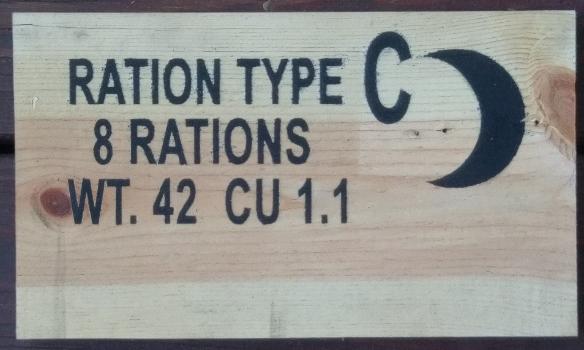 RATION TYPE C
8 RATIONS
WT. 42 CU 1.1